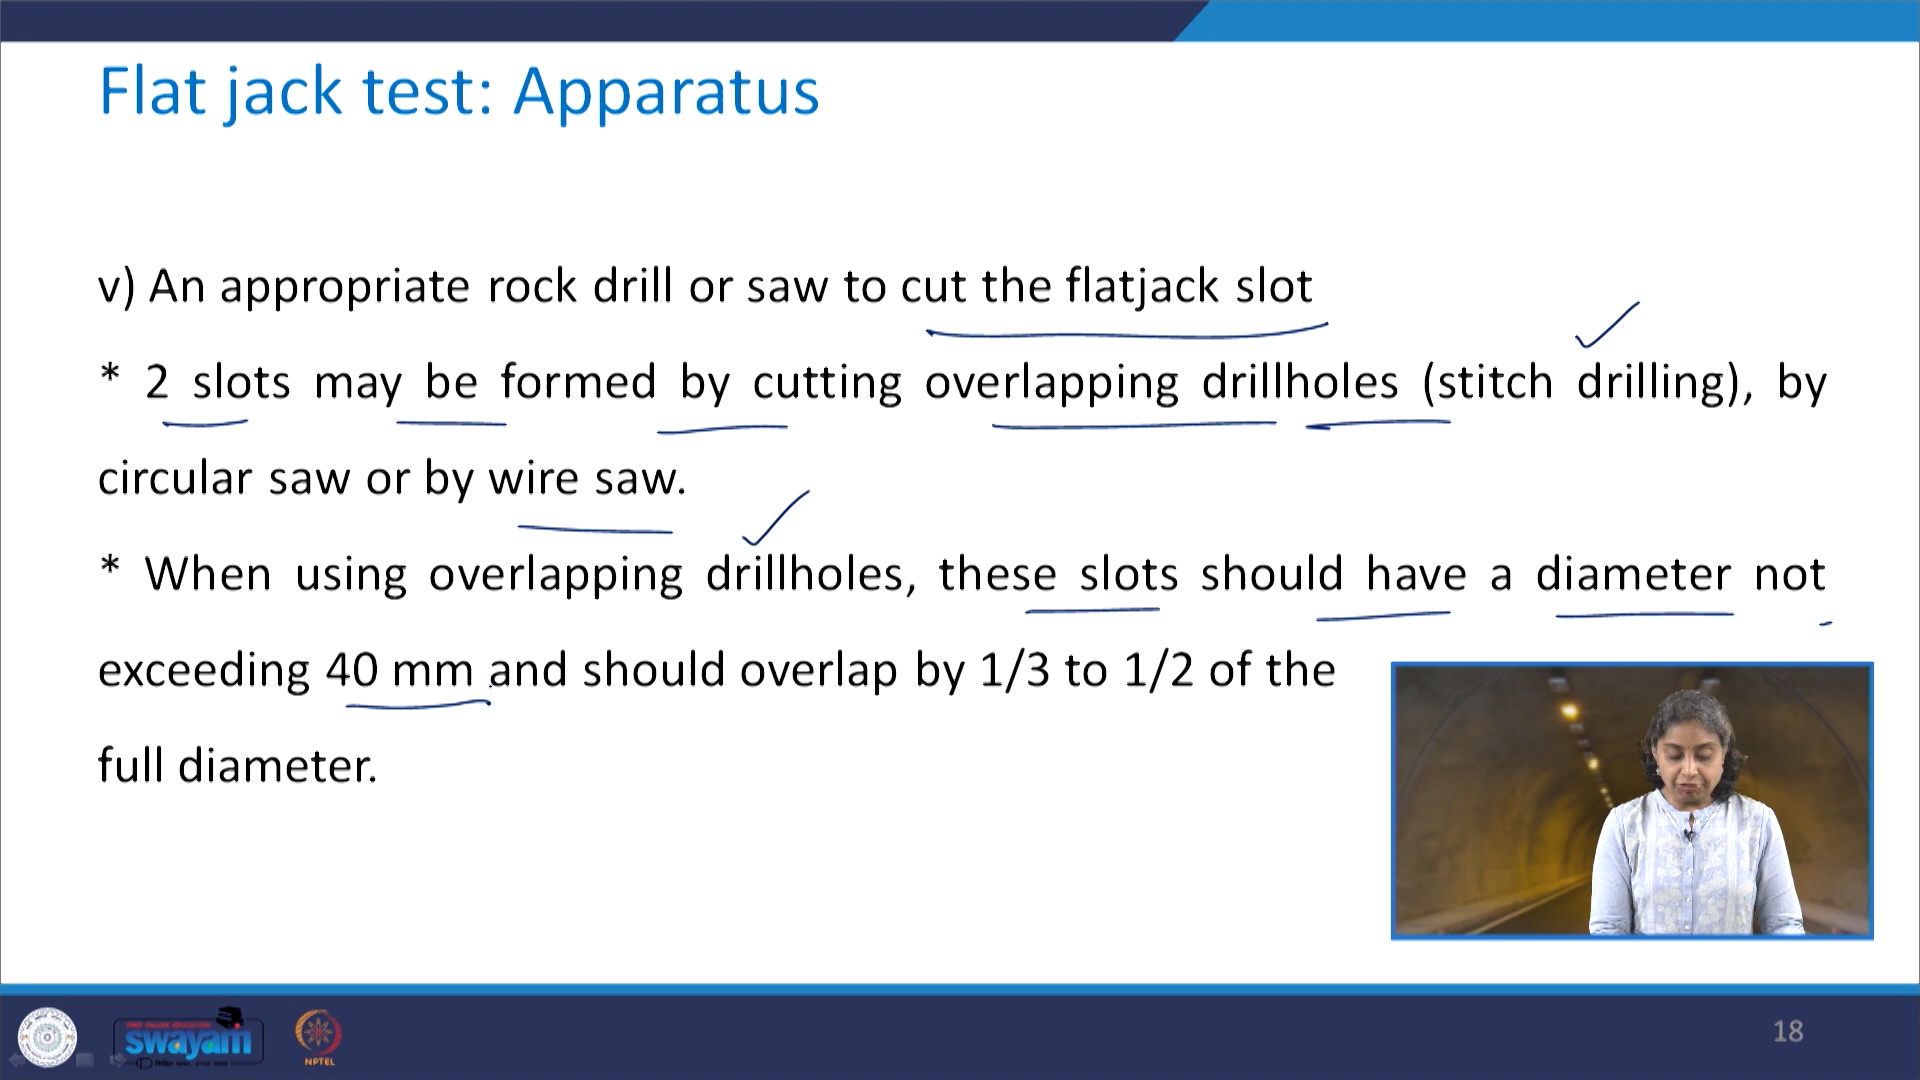 Flat jack test: Apparatus
v) An appropriate rock drill or saw to cut the flatjack slot
* 2 slots may be formed by cutting overlapping drillholes (stitch drilling), by
circular saw or by wire saw.
* When using overlapping drillholes, these slots should have a diameter not
exceeding 40 mm and should overlap by 1/3 to 1/2 of the
full diameter.
FREE ONLINE EDUCATION
swayam
NPTEL
18